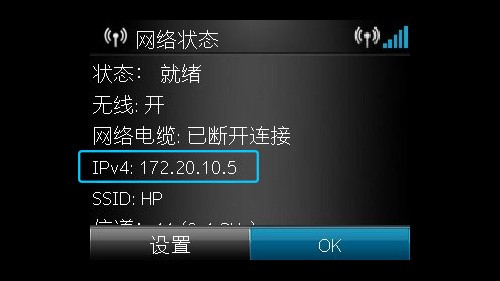 网络状态
状态： 就绪
无线: 开
网络电缆: 已断开连接
IPv4: 172.20.10.5
SSID: HP
设置
OK